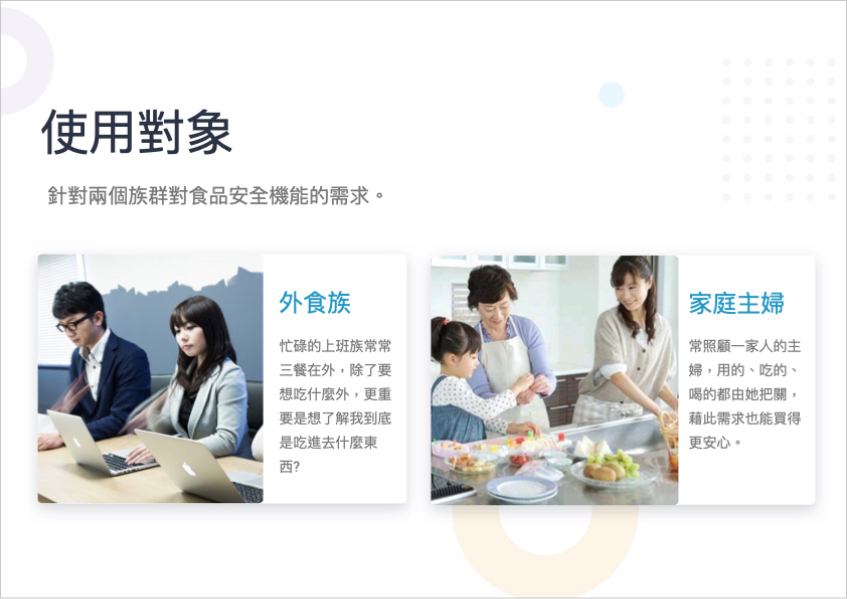 使用對象
針對兩個族群對食品安全機能的需求。
外食族
忙碌的上班族常常
三餐在外，除了要
想吃什麼外，更重
要是想了解我到底
是吃進去什麼東
西?
家庭主婦
常照顧一家人的主
婦，用的、吃的、
喝的都由她把關，
藉此需求也能買得
更安心。